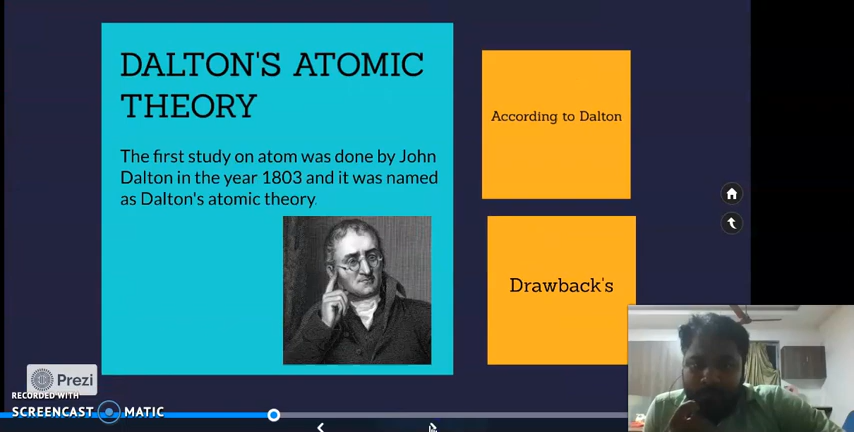 DALTON'S ATOMIC
THEORY
The first study on atom was done by John
Dalton in the year 1803 and it was named
as Dalton's atomic theory.
According to Dalton
Drawback's
Prezi
RECORDED WITH
SCREENCAST MATIC